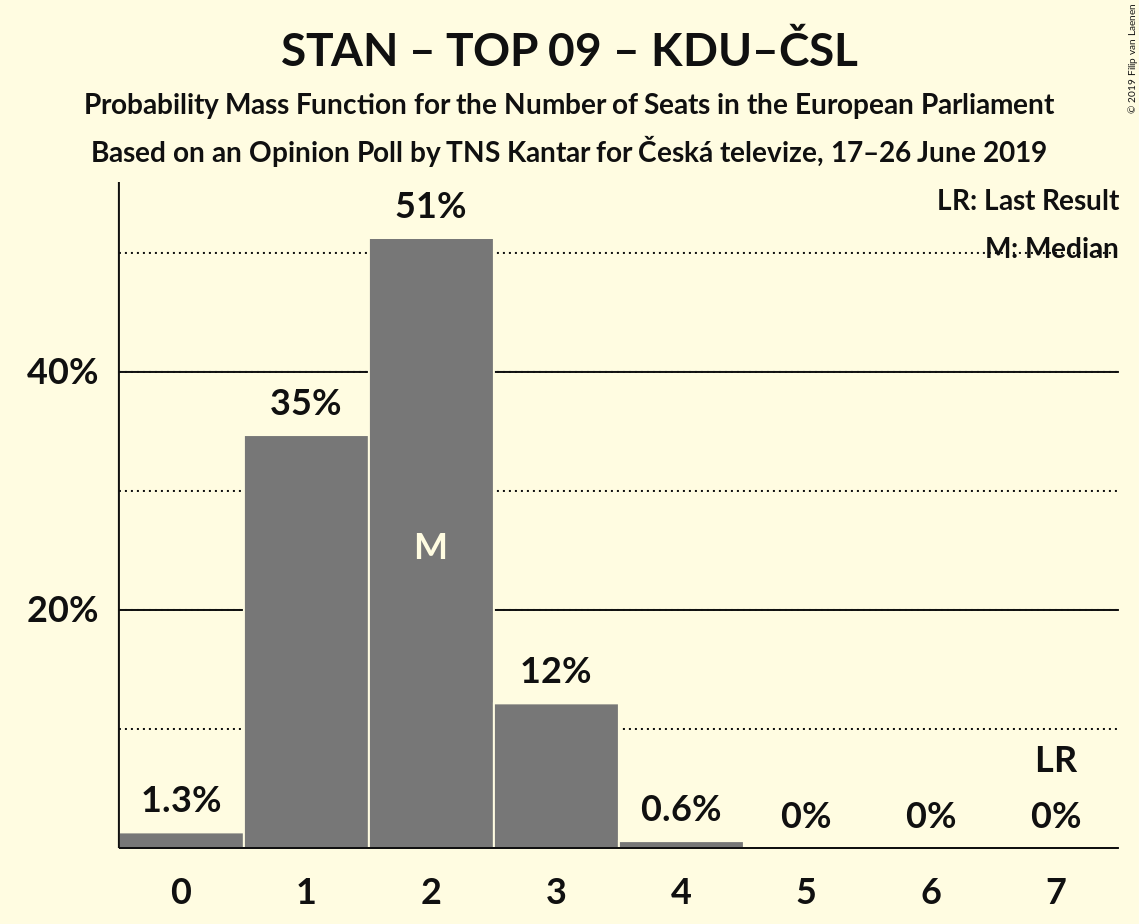 STAN – TOP 09 – KDU–ČSL
Probability Mass Function for the Number of Seats in the European Parliament
Based on an Opinion Poll by TNS Kantar for Česká televize, 17–26 June 2019
© 2019 Filip van Laenen
LR: Last Result
M: Median
51%
40%
35%
M
20%
12%
LR
1.3%
0.6%
0%
0%
0%
0 1 2 3 4 5 6 7